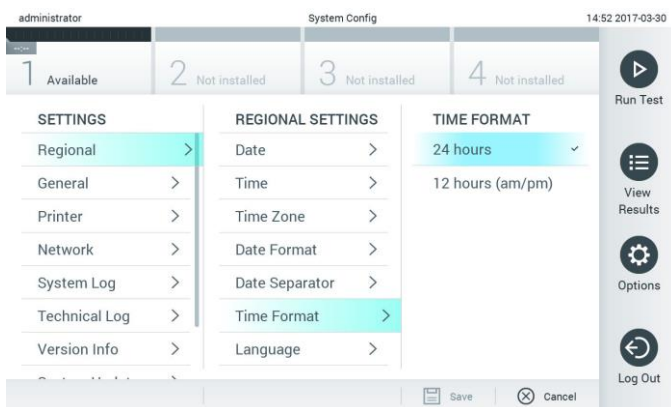 administrator
System Config
14:52 2017-03-30
--:--
1 Available
2 Not installed
3 Not installed
4 Not installed
Run Test
View
Results
Options
Log Out
SETTINGS
Regional
General
Printer
Network
System Log
Technical Log
Version Info
REGIONAL SETTINGS
Date
Time
Time Zone
Date Format
Date Separator
Time Format
Language
TIME FORMAT
24 hours
12 hours (am/pm)
Save
Cancel